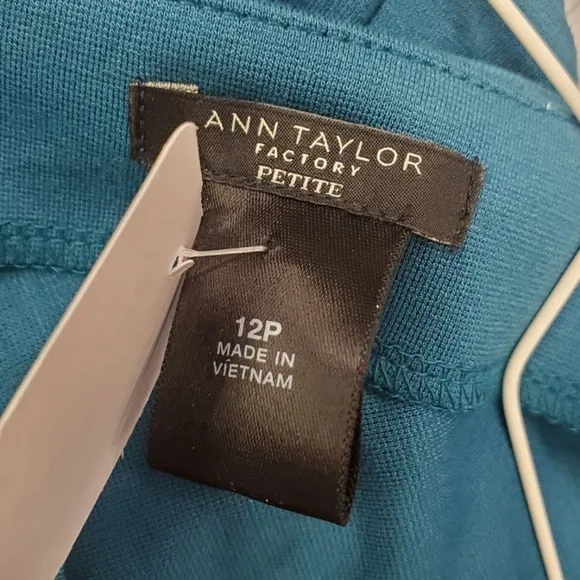 ANN TAYLOR
FACTORY
PETITE
12P
MADE IN
VIETNAM